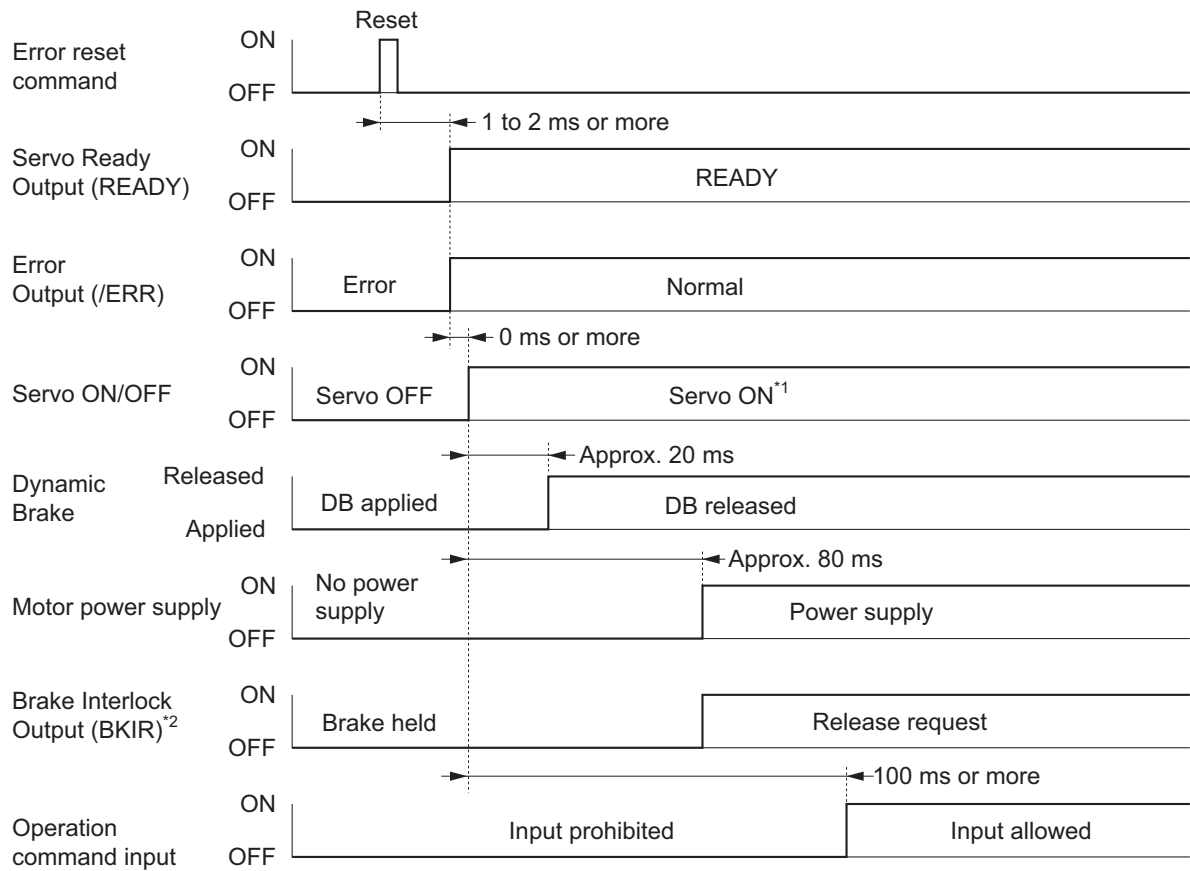 Reset
Error reset command
ON
OFF
1 to 2 ms or more
Servo Ready Output (READY)
ON
OFF
READY
Error Output (/ERR)
ON
OFF
Error
Normal
0 ms or more
Servo ON/OFF
ON
OFF
Servo OFF
Servo ON*1
Approx. 20 ms
Dynamic Brake
Released
Applied
DB applied
DB released
Approx. 80 ms
Motor power supply
ON
OFF
No power supply
Power supply
Brake Interlock Output (BKIR)*2
ON
OFF
Brake held
Release request
100 ms or more
Operation command input
ON
OFF
Input prohibited
Input allowed